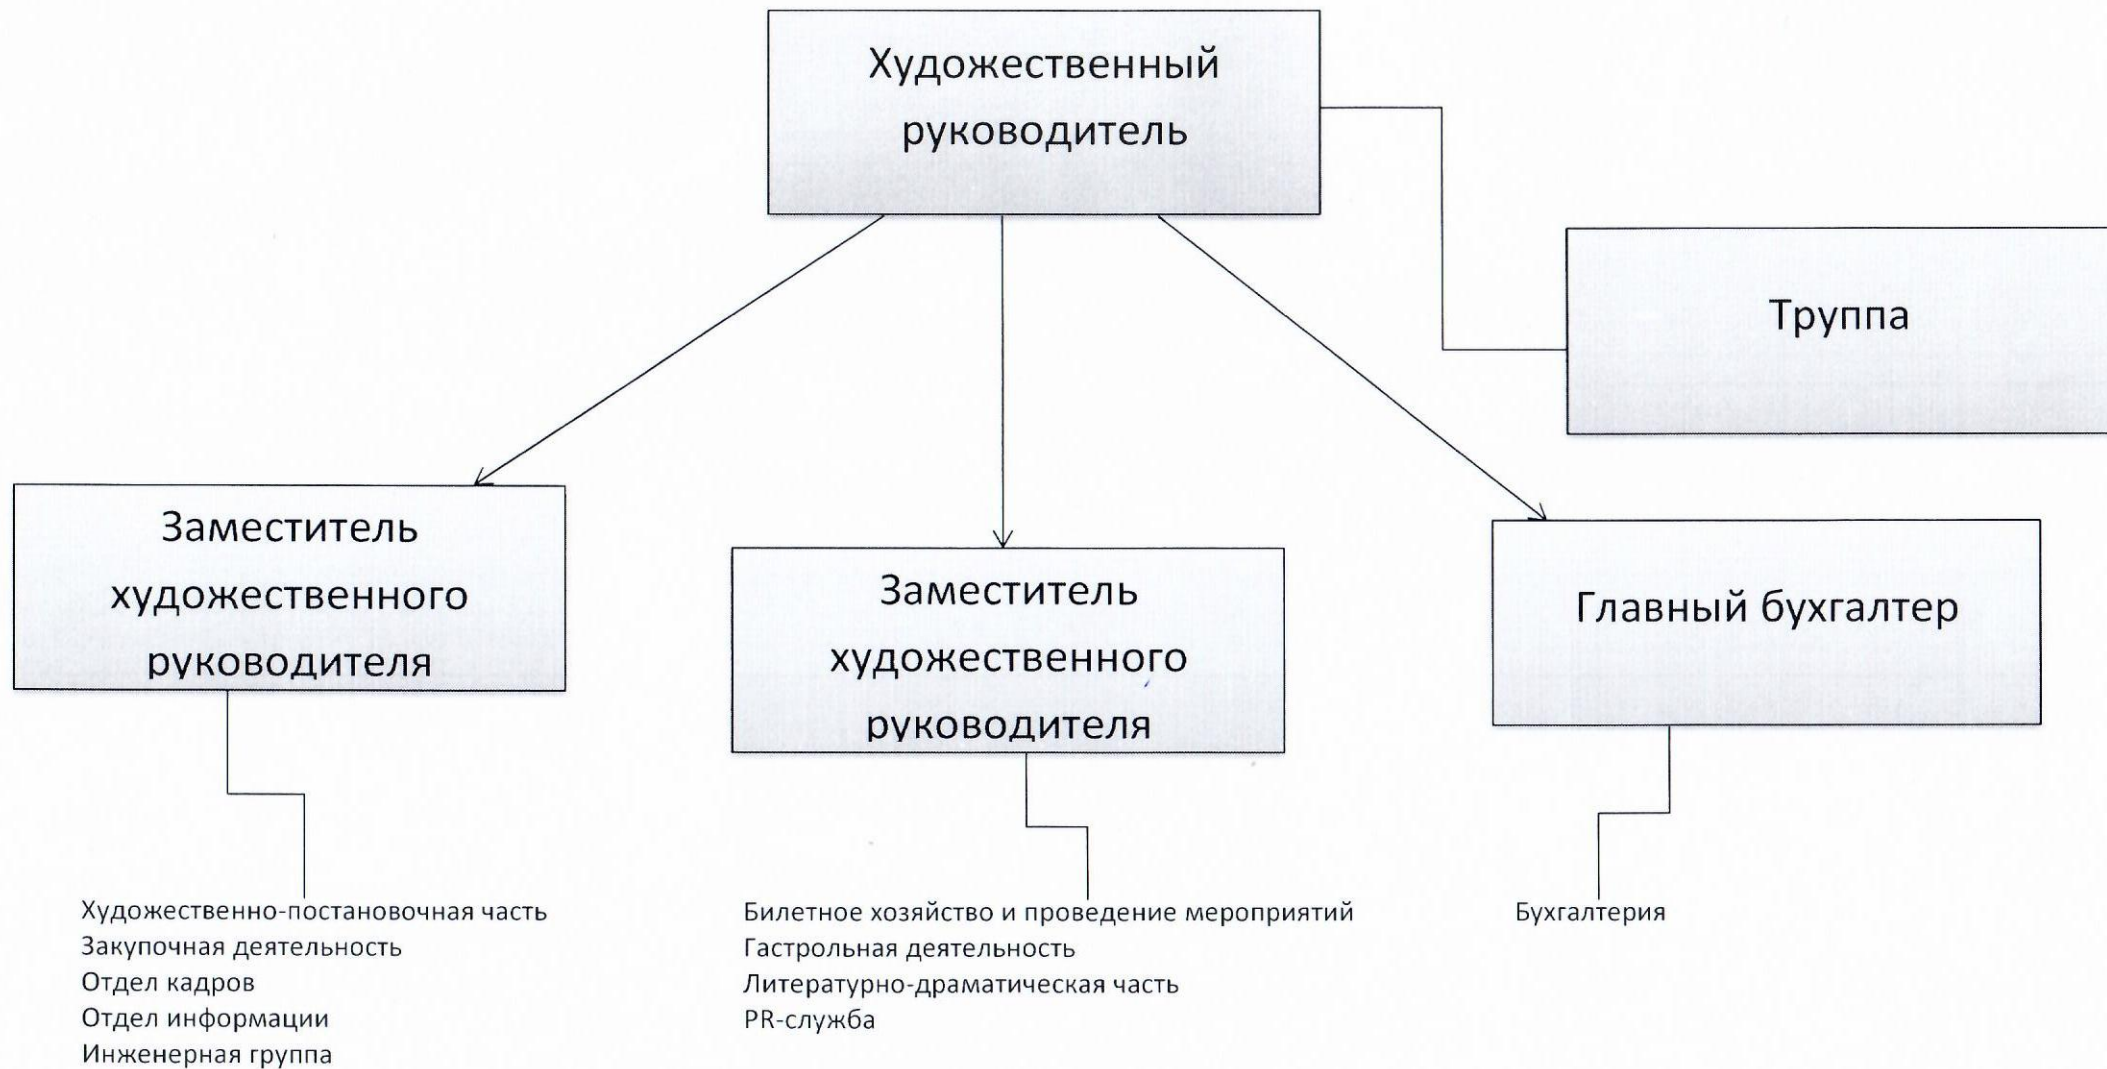 Художественный
руководитель
Труппа
Заместитель
художественного
руководителя
Заместитель
художественного
руководителя
Главный бухгалтер
Художественно-постановочная часть
Закупочная деятельность
Отдел кадров
Отдел информации
Инженерная группа
Билетное хозяйство и проведение мероприятий
Гастрольная деятельность
Литературно-драматическая часть
PR-служба
Бухгалтерия